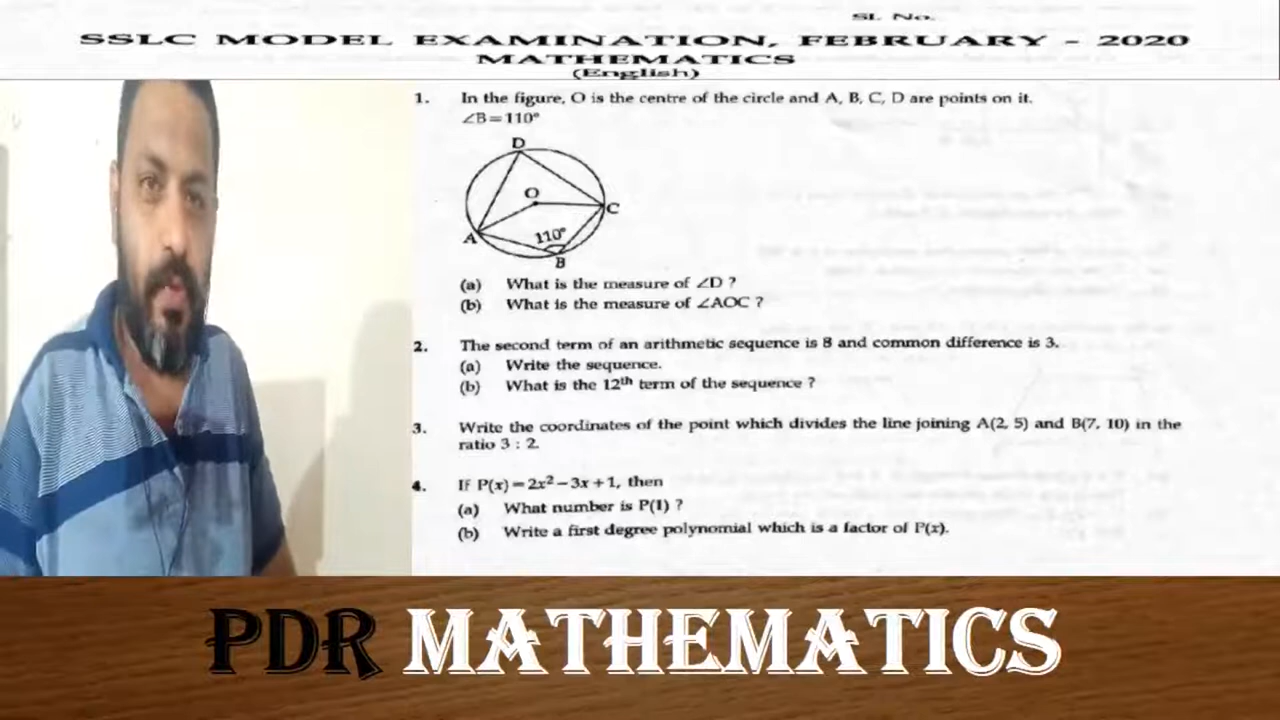 SL. No.
SSLC MODEL EXAMINATION, FEBRUARY - 2020
MATHEMATICS
(English)
1. In the figure, O is the centre of the circle and A, B, C, D are points on it.
∠B=110°
D
O
C
A
110°
B
(a) What is the measure of ∠D ?
(b) What is the measure of ∠AOC ?
2. The second term of an arithmetic sequence is 8 and common difference is 3.
(a) Write the sequence.
(b) What is the 12th term of the sequence ?
3. Write the coordinates of the point which divides the line joining A(2, 5) and B(7, 10) in the
ratio 3 : 2.
4. If P(x)=2x²−3x+1, then
(a) What number is P(1) ?
(b) Write a first degree polynomial which is a factor of P(x).
PDR MATHEMATICS